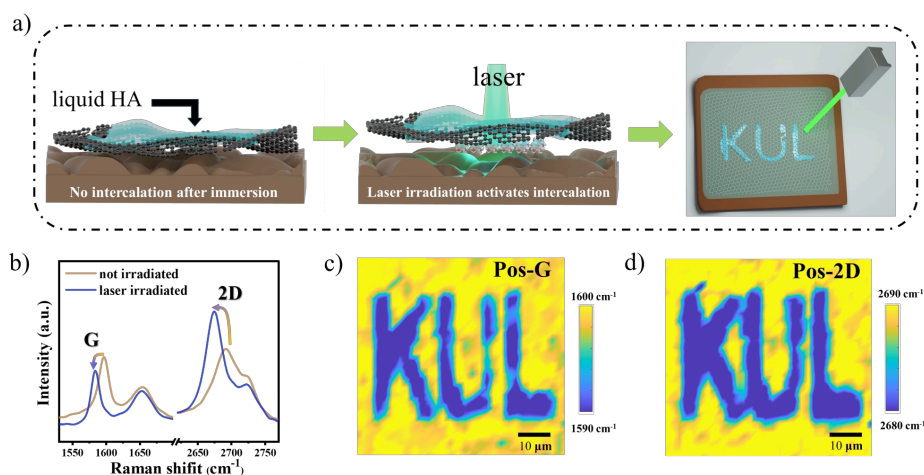 a)
liquid HA
laser
No intercalation after immersion
Laser irradiation activates intercalation
KUL
b)
not irradiated
laser irradiated
2D
G
Intensity (a.u.)
1550 1600 1650 2650 2700 2750
Raman shifit (cm⁻¹)
c)
Pos-G
1600 cm⁻¹
1590 cm⁻¹
KUL
10 µm
d)
Pos-2D
2690 cm⁻¹
2680 cm⁻¹
KUL
10 µm